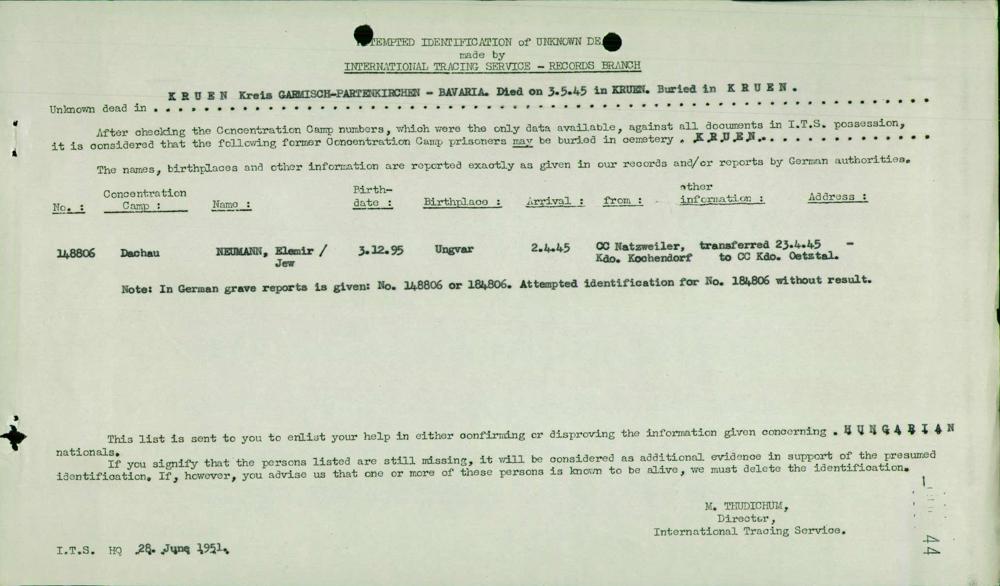 TEMPTED IDENTIFICATION of UNKNOWN DE
made by
INTERNATIONAL TRACING SERVICE - RECORDS BRANCH
K R U E N Kreis GARMISCH-PARTENKIRCHEN - BAVARIA. Died on 3.5.45 in KRUEN. Buried in K R U E N .
Unknown dead in . . . . . . . . . . . . . . . . . . . . . . . . . . . . . . . . . . . . . . . . . .
After checking the Concentration Camp numbers, which were the only data available, against all documents in I.T.S. possession,
it is considered that the following former Concentration Camp prisoners may be buried in cemetery . K.R.U.E.N. . . . . . . . . . . .
The names, birthplaces and other information are reported exactly as given in our records and/or reports by German authorities.
No. : Concentration Camp : Name : Birth-date : Birthplace : Arrival : from : other information : Address :
148806 Dachau NEUMANN, Elemir / 3.12.95 Ungvar 2.4.45 CC Natzweiler, transferred 23.4.45 -
Jew Kdo. Kochendorf to CC Kdo. Oetztal.
Note: In German grave reports is given: No. 148806 or 184806. Attempted identification for No. 184806 without result.
This list is sent to you to enlist your help in either confirming or disproving the information given concerning . H U N G A R I A N
nationals.
If you signify that the persons listed are still missing, it will be considered as additional evidence in support of the presumed
identification. If, however, you advise us that one or more of these persons is known to be alive, we must delete the identification.
M. THUDICHUM,
Director,
International Tracing Service.
I.T.S. HQ .28. June 1951.
44